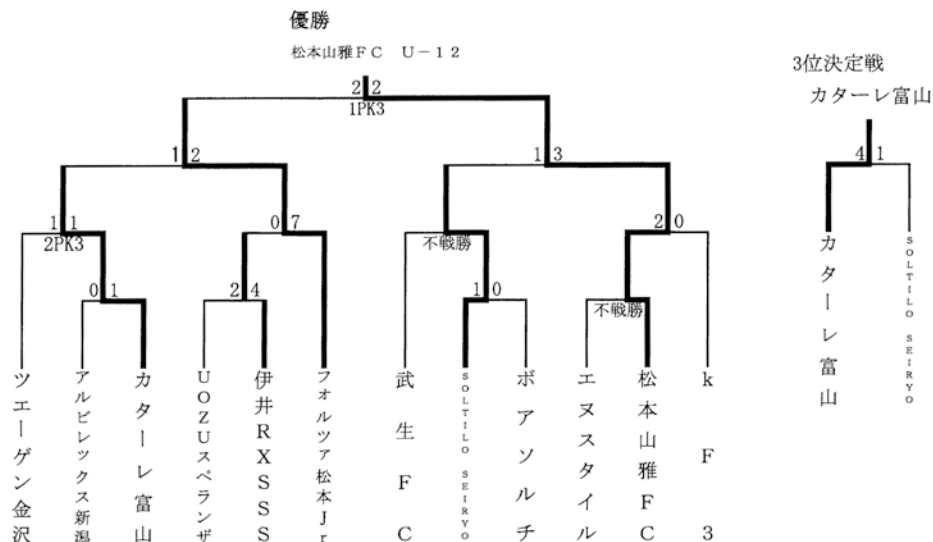 優勝
松本山雅FC U-12
3位決定戦
カターレ富山
2 2
1PK3
1 2
1 3
4 1
1 1
2PK3
0 7
不戦勝
2 0
0 1
2 4
1 0
不戦勝
ツエーゲン金沢
アルビレックス新潟
カターレ富山
UOZUスペランザ
伊井RXSSS
フォルツァ松本Jr
武生FC
SOLTILO SEIRYO
ボアソルチ
エヌスタイル
松本山雅FC
kF3
カターレ富山
SOLTILO SEIRYO